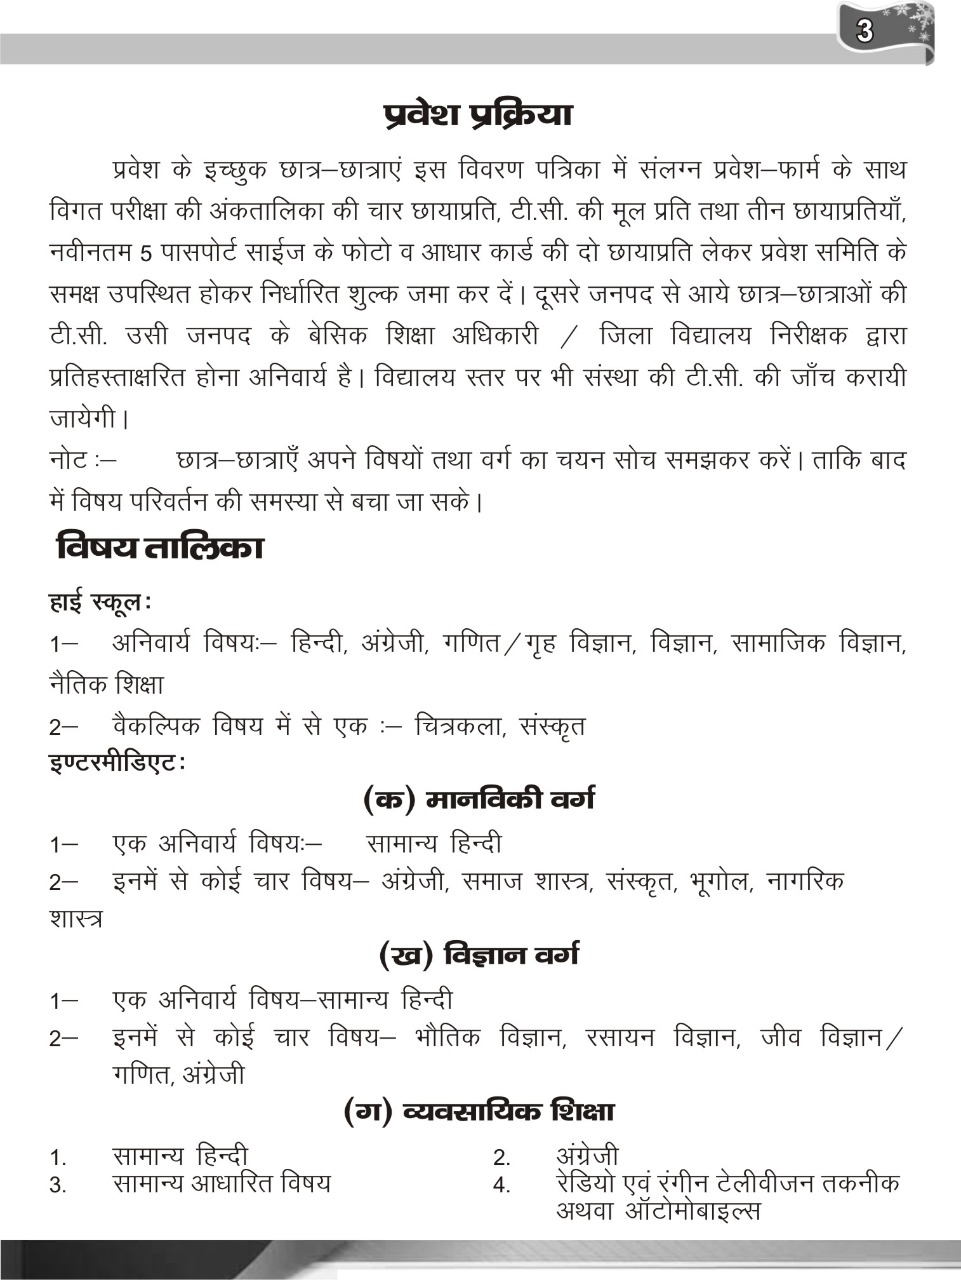 3
प्रवेश प्रक्रिया
प्रवेश के इच्छुक छात्र–छात्राएं इस विवरण पत्रिका में संलग्न प्रवेश–फार्म के साथ
विगत परीक्षा की अंकतालिका की चार छायाप्रति, टी.सी. की मूल प्रति तथा तीन छायाप्रतियाँ,
नवीनतम 5 पासपोर्ट साईज के फोटो व आधार कार्ड की दो छायाप्रति लेकर प्रवेश समिति के
समक्ष उपस्थित होकर निर्धारित शुल्क जमा कर दें। दूसरे जनपद से आये छात्र–छात्राओं की
टी.सी. उसी जनपद के बेसिक शिक्षा अधिकारी / जिला विद्यालय निरीक्षक द्वारा
प्रतिहस्ताक्षरित होना अनिवार्य है। विद्यालय स्तर पर भी संस्था की टी.सी. की जाँच करायी
जायेगी।
नोट :– छात्र–छात्राएँ अपने विषयों तथा वर्ग का चयन सोच समझकर करें। ताकि बाद
में विषय परिवर्तन की समस्या से बचा जा सके।
विषय तालिका
हाई स्कूल:
1– अनिवार्य विषयः– हिन्दी, अंग्रेजी, गणित/गृह विज्ञान, विज्ञान, सामाजिक विज्ञान,
नैतिक शिक्षा
2– वैकल्पिक विषय में से एक :– चित्रकला, संस्कृत
इण्टरमीडिएट:
(क) मानविकी वर्ग
1– एक अनिवार्य विषयः– सामान्य हिन्दी
2– इनमें से कोई चार विषय– अंग्रेजी, समाज शास्त्र, संस्कृत, भूगोल, नागरिक
शास्त्र
(ख) विज्ञान वर्ग
1– एक अनिवार्य विषय–सामान्य हिन्दी
2– इनमें से कोई चार विषय– भौतिक विज्ञान, रसायन विज्ञान, जीव विज्ञान/
गणित, अंग्रेजी
(ग) व्यवसायिक शिक्षा
1. सामान्य हिन्दी 2. अंग्रेजी
3. सामान्य आधारित विषय 4. रेडियो एवं रंगीन टेलीवीजन तकनीक
अथवा ऑटोमोबाइल्स